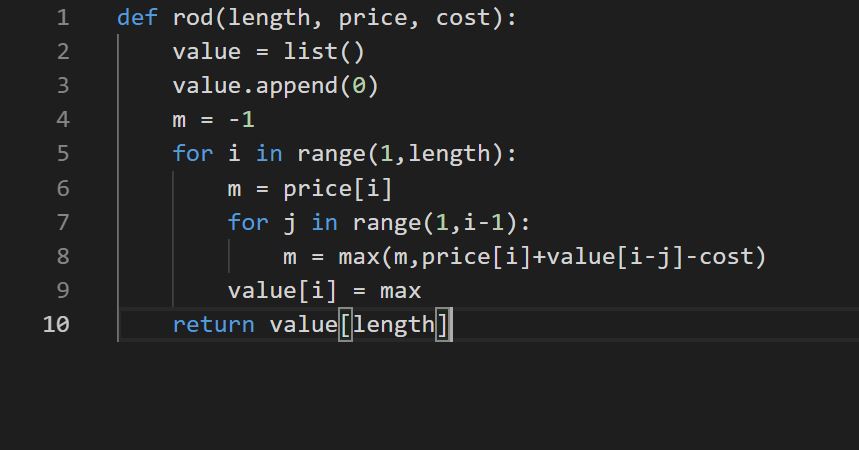 1 def rod(length, price, cost):
2     value = list()
3     value.append(0)
4     m = -1
5     for i in range(1,length):
6         m = price[i]
7         for j in range(1,i-1):
8             m = max(m,price[i]+value[i-j]-cost)
9         value[i] = max
10     return value[length]